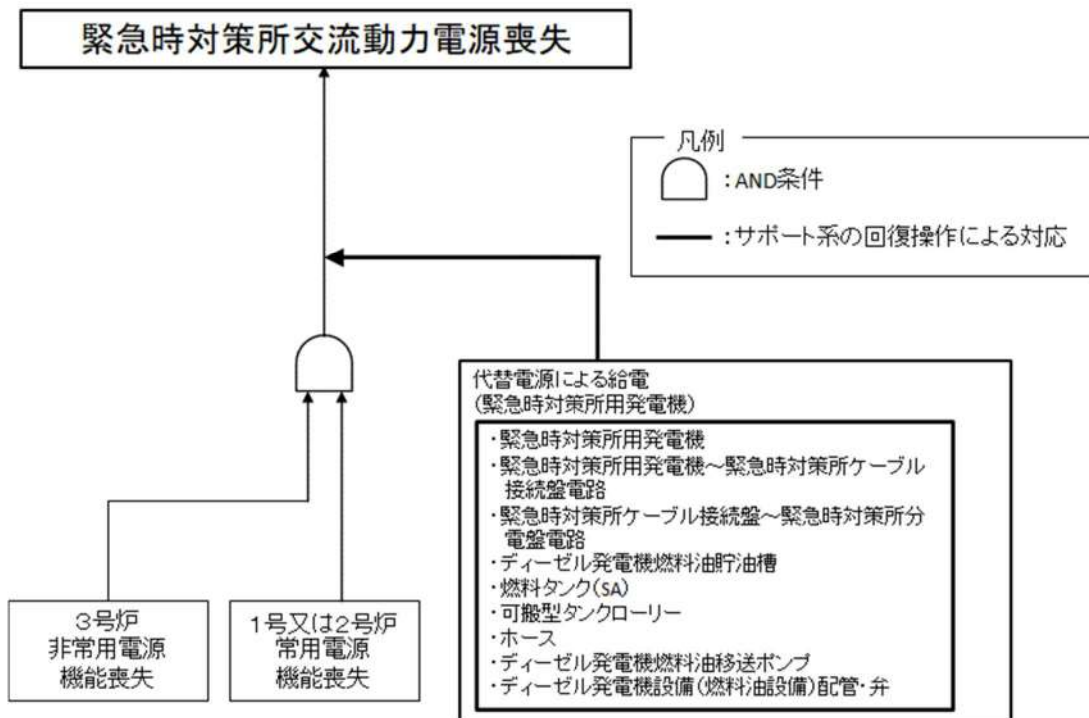 緊急時対策所交流動力電源喪失
凡例
：AND条件
：サポート系の回復操作による対応
代替電源による給電
(緊急時対策所用発電機)
・緊急時対策所用発電機
・緊急時対策所用発電機～緊急時対策所ケーブル
接続盤電路
・緊急時対策所ケーブル接続盤～緊急時対策所分
電盤電路
・ディーゼル発電機燃料油貯油槽
・燃料タンク(SA)
・可搬型タンクローリー
・ホース
・ディーゼル発電機燃料油移送ポンプ
・ディーゼル発電機設備(燃料油設備)配管・弁
3号炉
非常用電源
機能喪失
1号又は2号炉
常用電源
機能喪失